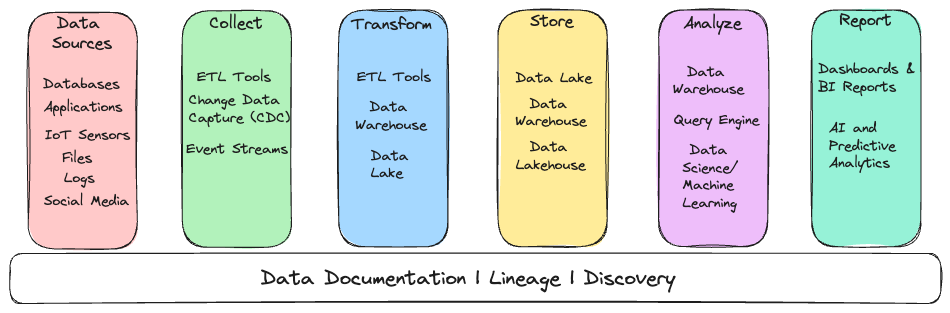 Data
Sources
Databases
Applications
IoT Sensors
Files
Logs
Social Media
Collect
ETL Tools
Change Data
Capture (CDC)
Event Streams
Transform
ETL Tools
Data
Warehouse
Data
Lake
Store
Data Lake
Data
Warehouse
Data
Lakehouse
Analyze
Data
Warehouse
Query Engine
Data
Science/
Machine
Learning
Report
Dashboards &
BI Reports
AI and
Predictive
Analytics
Data Documentation | Lineage | Discovery